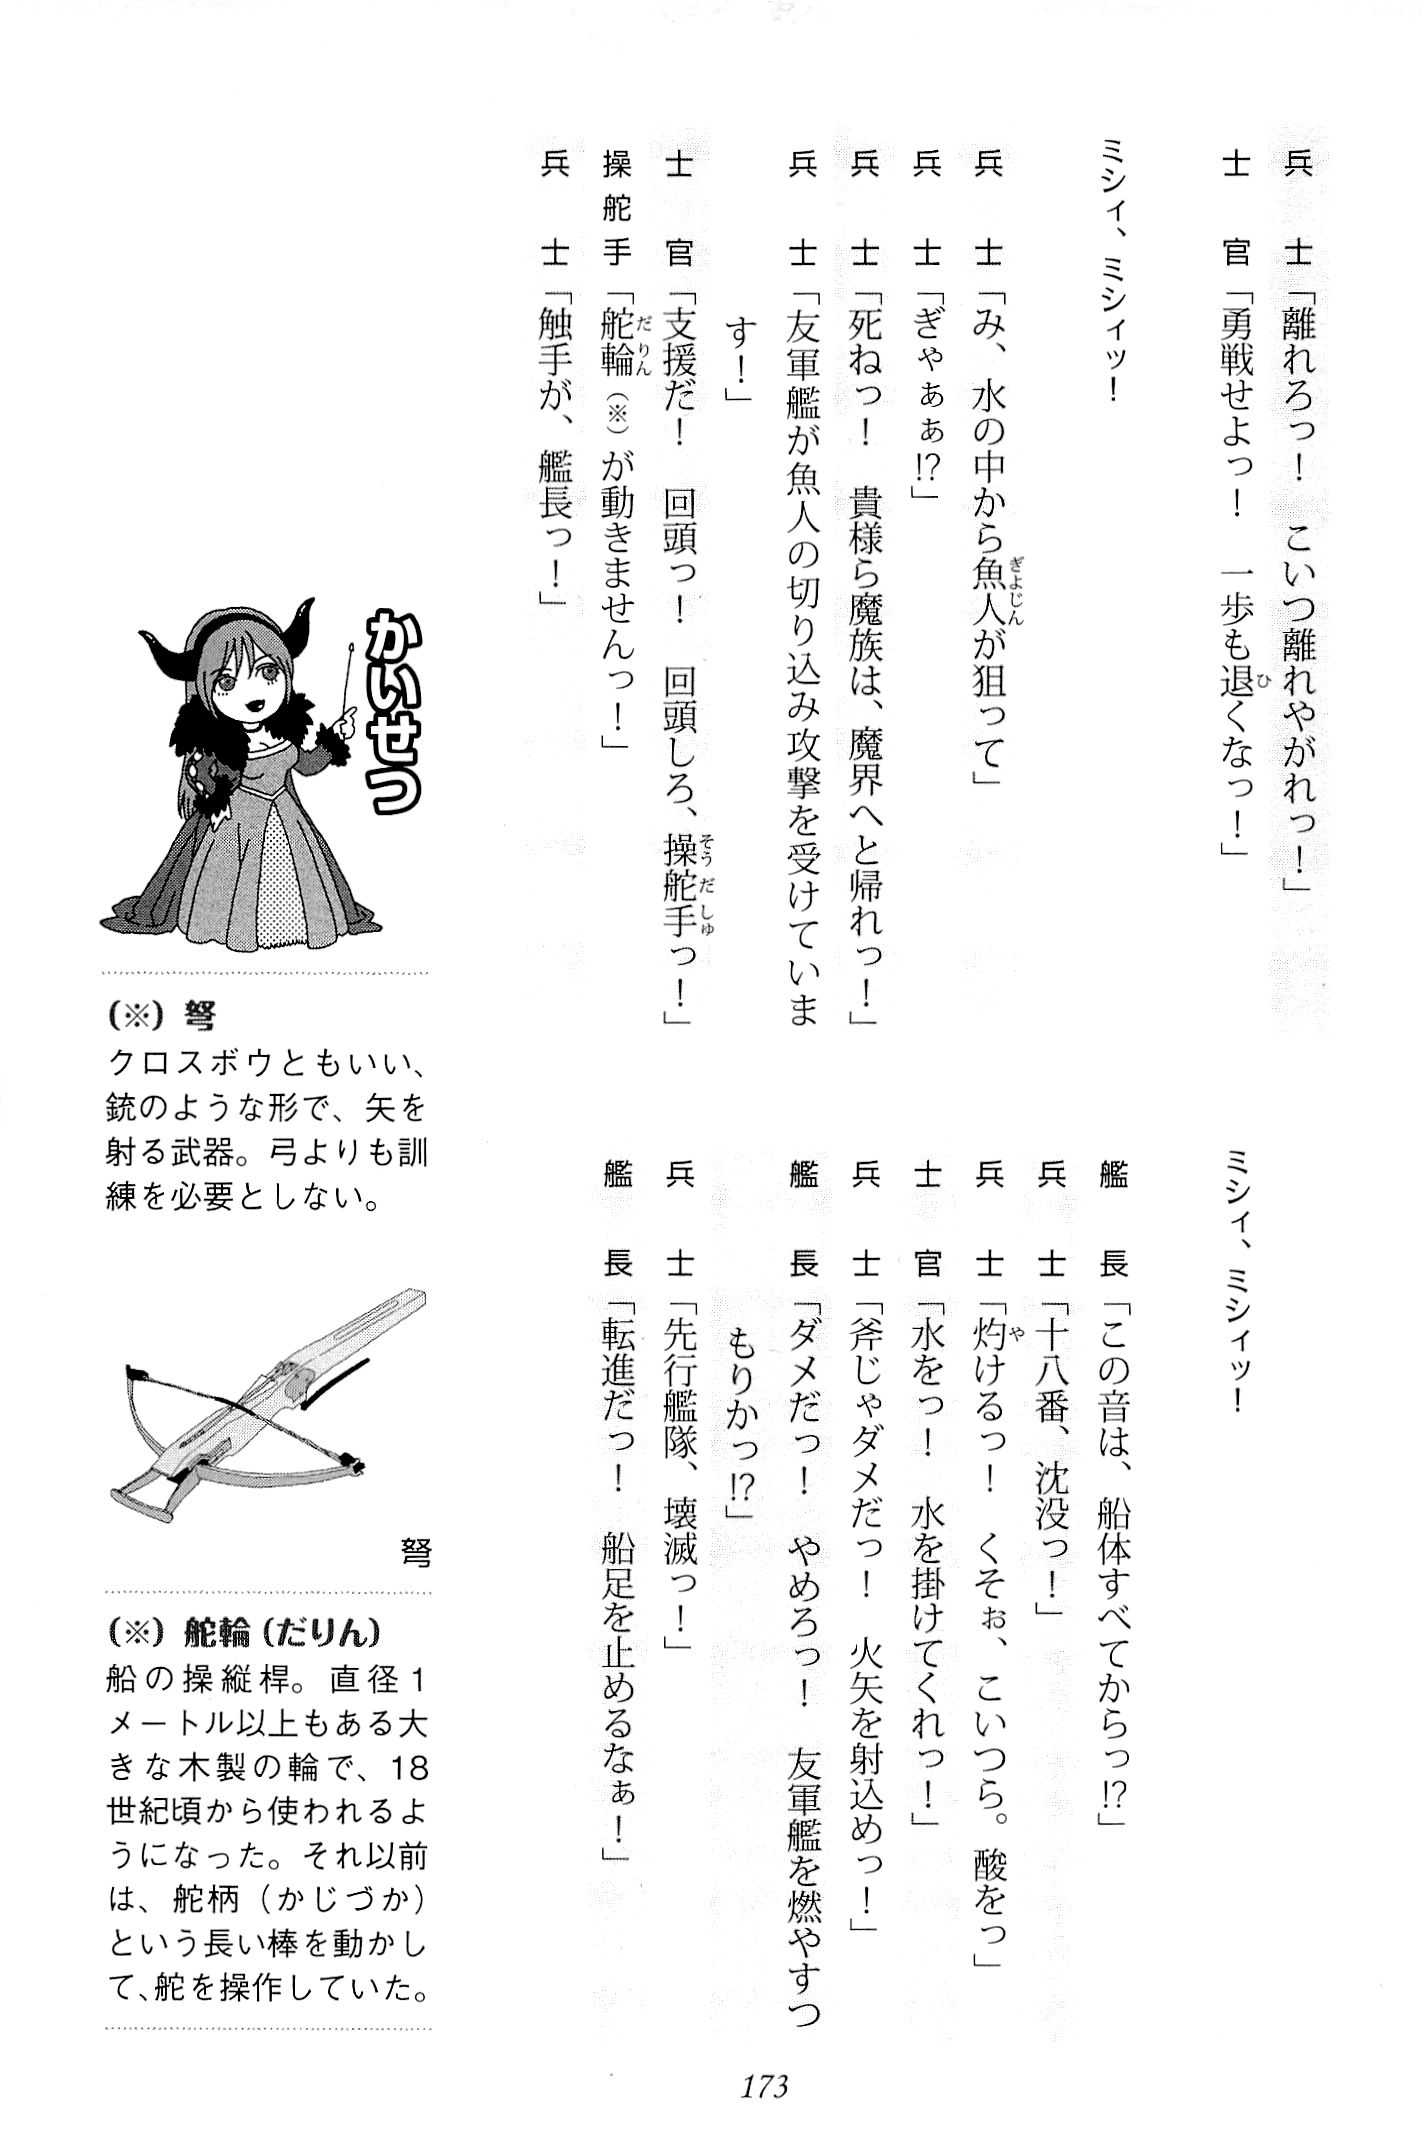 兵　士「離れろっ！　こいつ離れやがれっ！」
士　官「勇戦せよっ！　一歩も退くなっ！」
ミシィ、ミシィッ！
兵　士「み、水の中から魚人が狙って」
兵　士「ぎゃぁぁ!?」
兵　士「死ねっ！　貴様ら魔族は、魔界へと帰れっ！」
兵　士「友軍艦が魚人の切り込み攻撃を受けていま
す！」
士　官「支援だ！　回頭っ！　回頭しろ、操舵手っ！」
操舵手「舵輪（※）が動きませんっ！」
兵　士「触手が、艦長っ！」
ミシィ、ミシィッ！
艦　長「この音は、船体すべてからっ!?」
兵　士「十八番、沈没っ！」
兵　士「灼けるっ！　くそぉ、こいつら。酸をっ」
士　官「水をっ！　水を掛けてくれっ！」
兵　士「斧じゃダメだっ！　火矢を射込めっ！」
艦　長「ダメだっ！　やめろっ！　友軍艦を燃やすつ
もりかっ!?」
兵　士「先行艦隊、壊滅っ！」
艦　長「転進だっ！　船足を止めるなぁ！」
かいせつ
（※）弩
クロスボウともいい、
銃のような形で、矢を
射る武器。弓よりも訓
練を必要としない。
弩
（※）舵輪（だりん）
船の操縦桿。直径1
メートル以上もある大
きな木製の輪で、18
世紀頃から使われるよ
うになった。それ以前
は、舵柄（かじづか）
という長い棒を動かし
て、舵を操作していた。
173